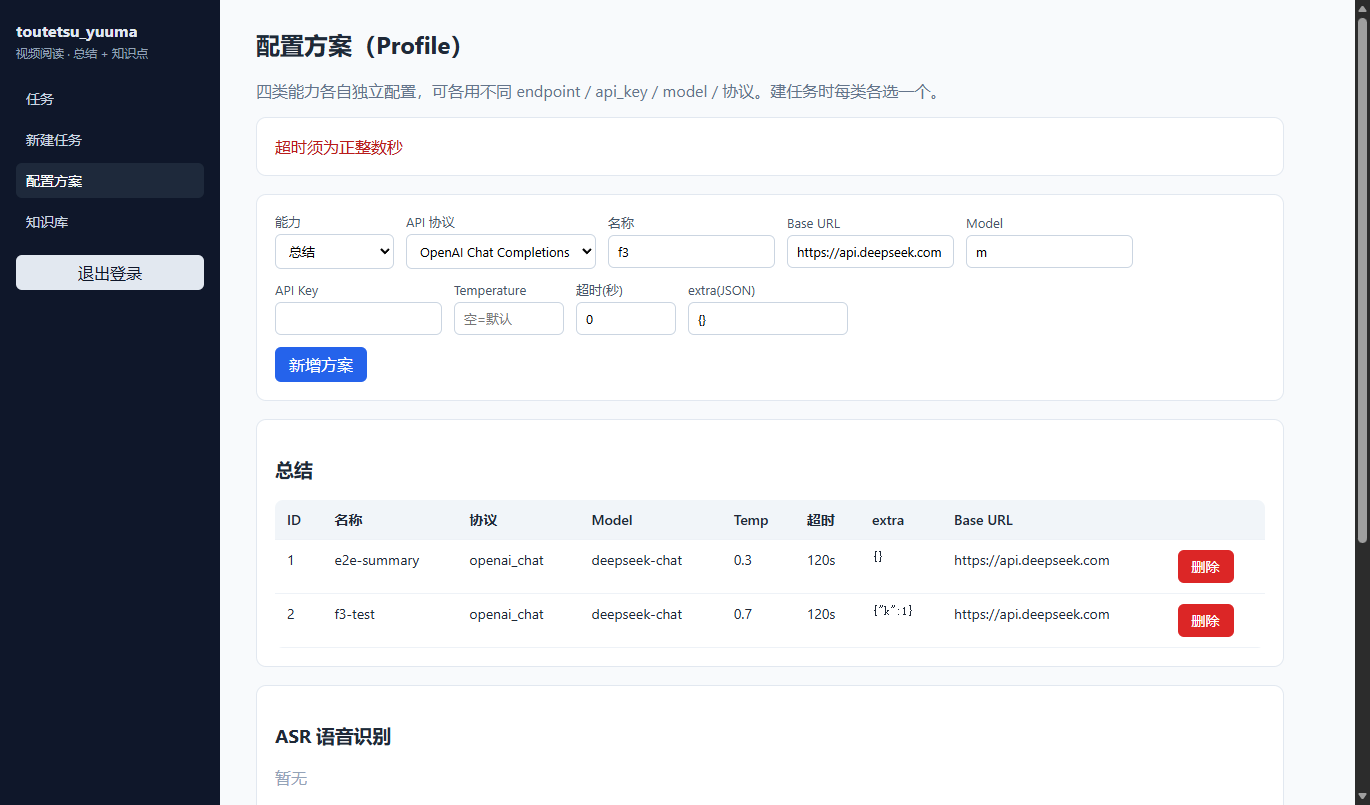 toutetsu_yuuma
视频阅读 · 总结 + 知识点
任务
新建任务
配置方案
知识库
退出登录
配置方案（Profile）
四类能力各自独立配置，可各用不同 endpoint / api_key / model / 协议。建任务时每类各选一个。
超时须为正整数秒
能力 API 协议 名称 Base URL Model
总结 OpenAI Chat Completions f3 https://api.deepseek.com m
API Key Temperature 超时(秒) extra(JSON)
空=默认 0 {}
新增方案
总结
ID 名称 协议 Model Temp 超时 extra Base URL
1 e2e-summary openai_chat deepseek-chat 0.3 120s {} https://api.deepseek.com 删除
2 f3-test openai_chat deepseek-chat 0.7 120s {"k":1} https://api.deepseek.com 删除
ASR 语音识别
暂无